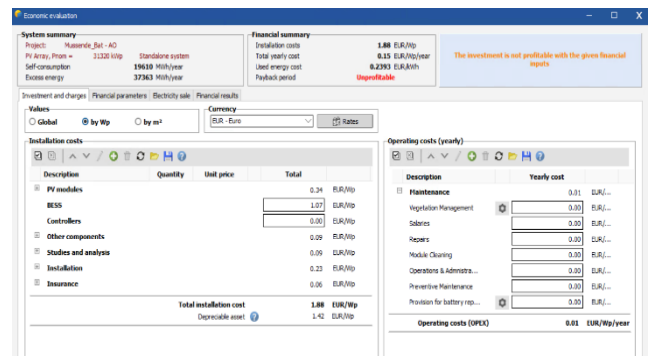 Economic evaluation
System summary
Project: Mussende_Bat - AO
PV Array, Pnom = 31320 kWp Standalone system
Self-consumption 19610 MWh/year
Excess energy 37363 MWh/year
Financial summary
Installation costs 1.88 EUR/Wp
Total yearly cost 0.15 EUR/Wp/year
Used energy cost 0.2393 EUR/kWh
Payback period Unprofitable
The investment is not profitable with the given financial
inputs
Investment and charges Financial parameters Electricity sale Financial results
Values
Global by Wp by m²
Currency
EUR - Euro Rates
Installation costs
Description Quantity Unit price Total
PV modules 0.34 EUR/Wp
BESS 1.07 EUR/Wp
Controllers 0.00 EUR/Wp
Other components 0.09 EUR/Wp
Studies and analysis 0.09 EUR/Wp
Installation 0.23 EUR/Wp
Insurance 0.06 EUR/Wp
Total installation cost 1.88 EUR/Wp
Depreciable asset 1.42 EUR/Wp
Operating costs (yearly)
Description Yearly cost
Maintenance 0.01 EUR/...
Vegetation Management 0.00 EUR/...
Salaries 0.00 EUR/...
Repairs 0.00 EUR/...
Module Cleaning 0.00 EUR/...
Operations & Admnistra... 0.00 EUR/...
Preventive Maintenance 0.00 EUR/...
Provision for battery rep... 0.00 EUR/...
Operating costs (OPEX) 0.01 EUR/Wp/year